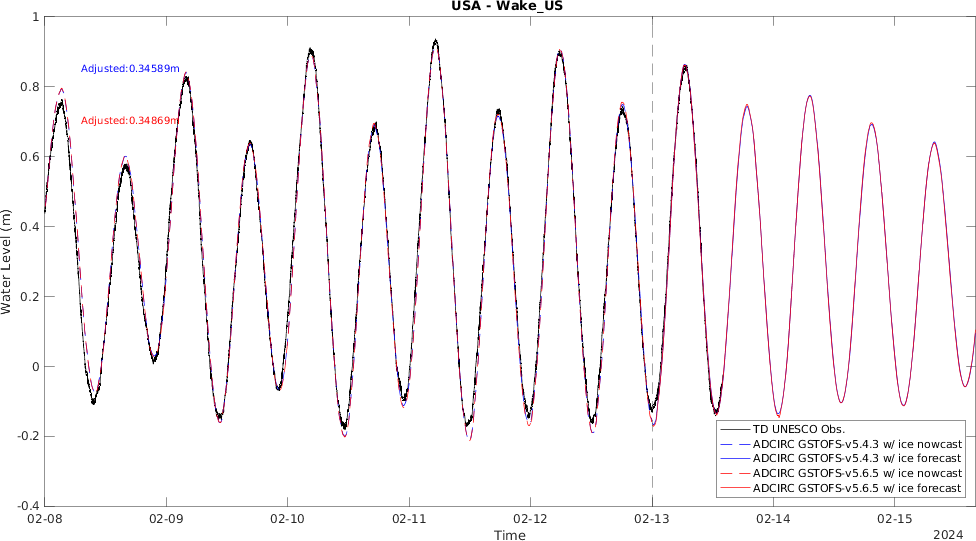 USA - Wake_US
1
0.8
0.6
0.4
0.2
0
-0.2
-0.4
Water Level (m)
Adjusted:0.34589m
Adjusted:0.34869m
TD UNESCO Obs.
ADCIRC GSTOFS-v5.4.3 w/ ice nowcast
ADCIRC GSTOFS-v5.4.3 w/ ice forecast
ADCIRC GSTOFS-v5.6.5 w/ ice nowcast
ADCIRC GSTOFS-v5.6.5 w/ ice forecast
02-08 02-09 02-10 02-11 02-12 02-13 02-14 02-15
Time
2024